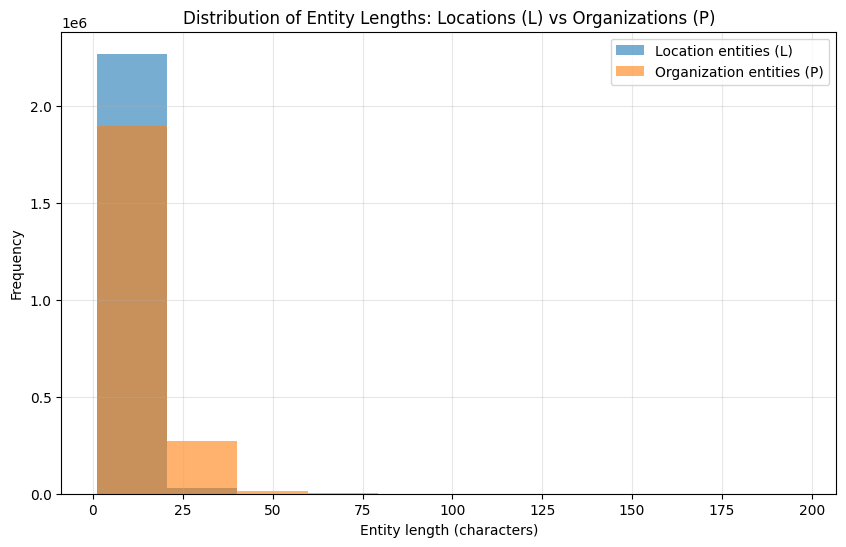 Distribution of Entity Lengths: Locations (L) vs Organizations (P)
1e6
Location entities (L)
Organization entities (P)
2.0
1.5
1.0
0.5
0.0
Frequency
0 25 50 75 100 125 150 175 200
Entity length (characters)